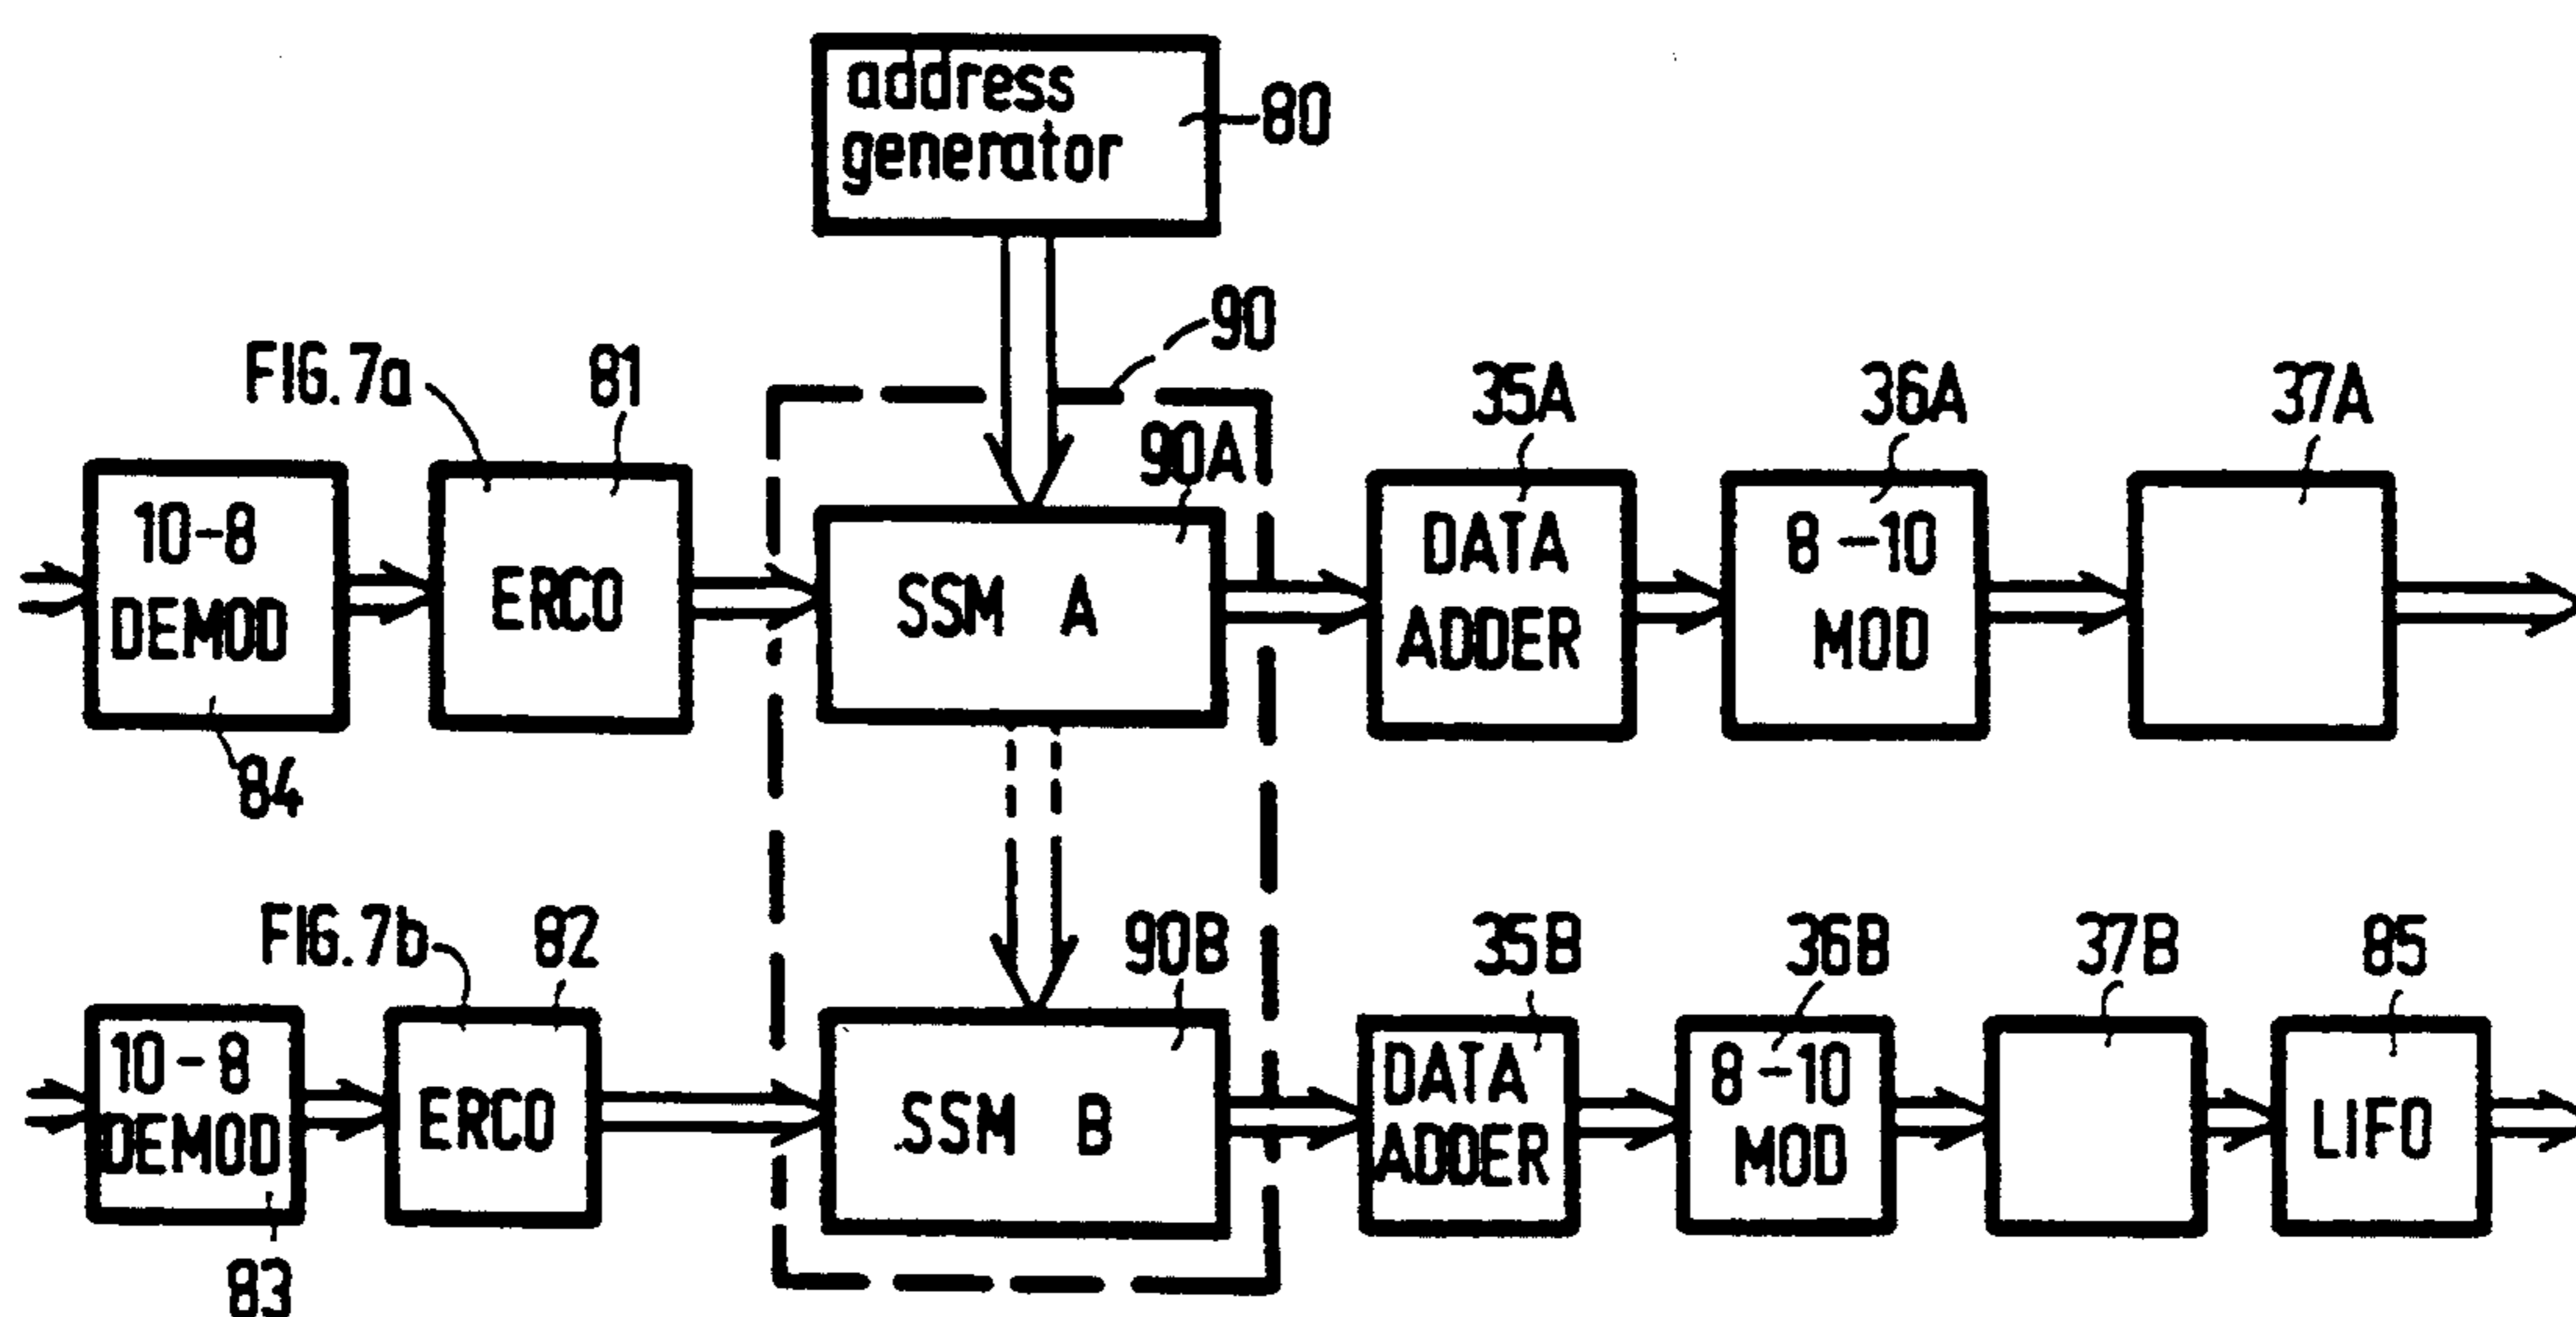 address
generator
80
90
FIG. 7a
81
90A
35A
36A
37A
10-8
DEMOD
84
ERCO
SSM A
DATA
ADDER
8-10
MOD
FIG. 7b
82
90B
35B
36B
37B
85
10-8
DEMOD
83
ERCO
SSM B
DATA
ADDER
8-10
MOD
LIFO